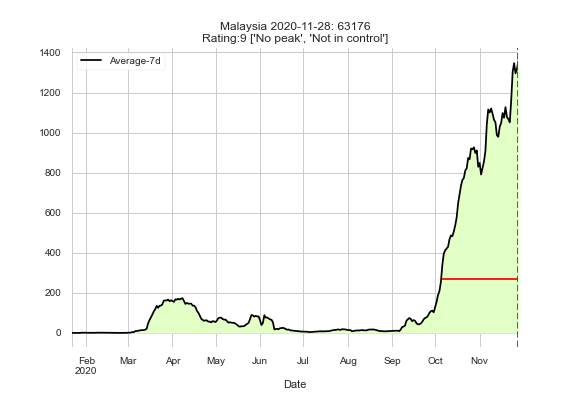 Malaysia 2020-11-28: 63176
Rating:9 ['No peak', 'Not in control']
Average-7d
1400
1200
1000
800
600
400
200
0
Feb Mar Apr May Jun Jul Aug Sep Oct Nov
2020
Date